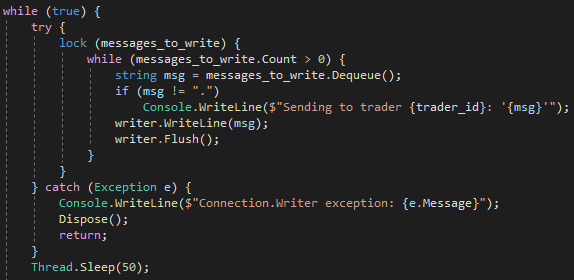 while (true) {
    try {
        lock (messages_to_write) {
            while (messages_to_write.Count > 0) {
                string msg = messages_to_write.Dequeue();
                if (msg != ".")
                    Console.WriteLine($"Sending to trader {trader_id}: '{msg}'");
                writer.WriteLine(msg);
                writer.Flush();
            }
        }
    } catch (Exception e) {
        Console.WriteLine($"Connection.Writer exception: {e.Message}");
        Dispose();
        return;
    }
    Thread.Sleep(50);